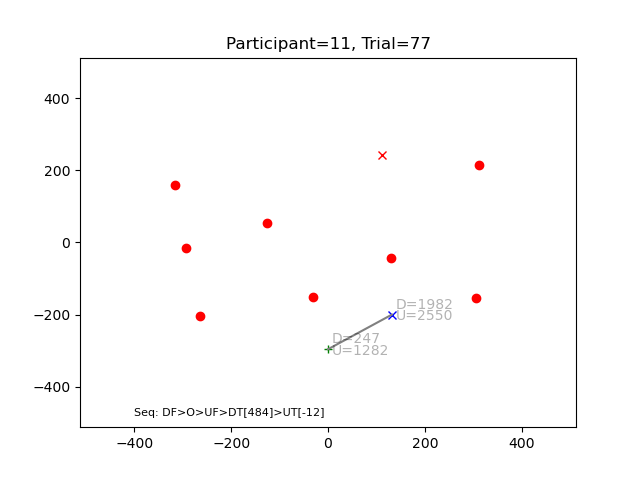 Participant=11, Trial=77
400
200
0
−200
−400
D=1982
U=2550
D=247
U=1282
Seq: DF>O>UF>DT[484]>UT[-12]
−400
−200
0
200
400